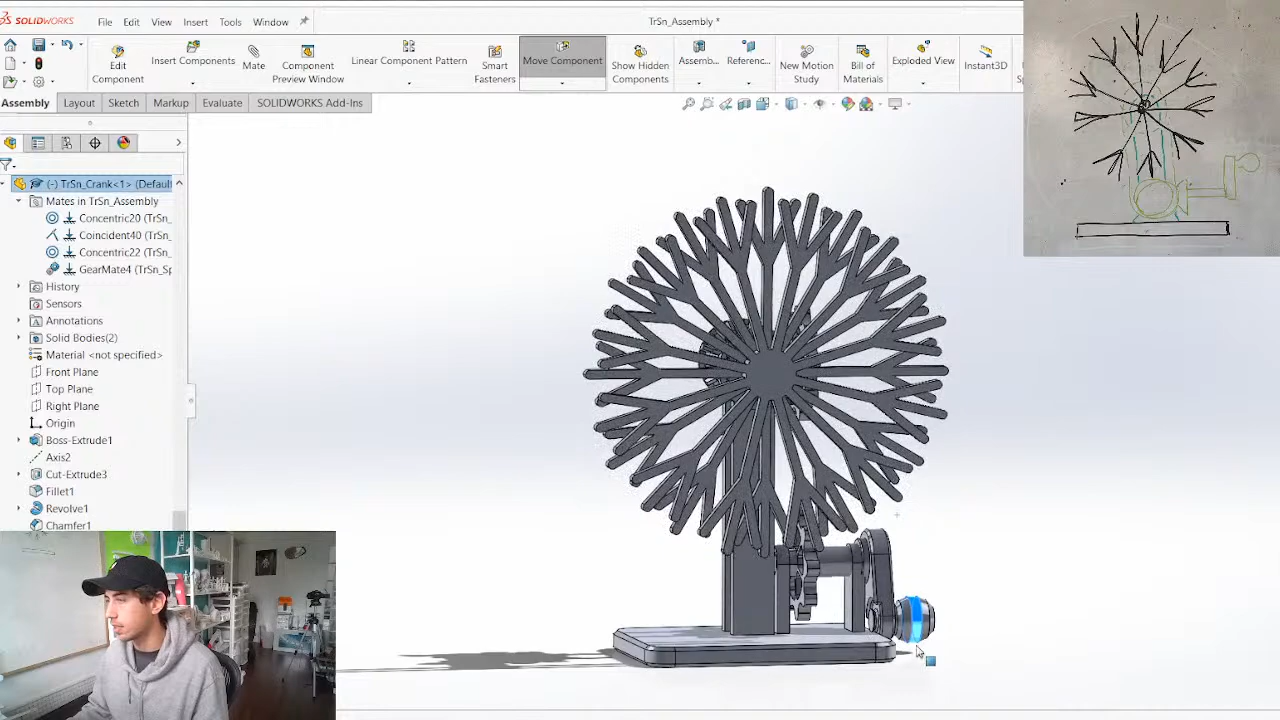 SOLIDWORKS
File Edit View Insert Tools Window
TrSn_Assembly *
Edit Component
Insert Components
Mate
Component Preview Window
Linear Component Pattern
Smart Fasteners
Move Component
Show Hidden Components
Assemb...
Referenc...
New Motion Study
Bill of Materials
Exploded View
Instant3D
Assembly Layout Sketch Markup Evaluate SOLIDWORKS Add-Ins
(-) TrSn_Crank<1> (Default
Mates in TrSn_Assembly
Concentric20 (TrSn_
Coincident40 (TrSn_
Concentric22 (TrSn_
GearMate4 (TrSn_Sp
History
Sensors
Annotations
Solid Bodies(2)
Material <not specified>
Front Plane
Top Plane
Right Plane
Origin
Boss-Extrude1
Axis2
Cut-Extrude3
Fillet1
Revolve1
Chamfer1